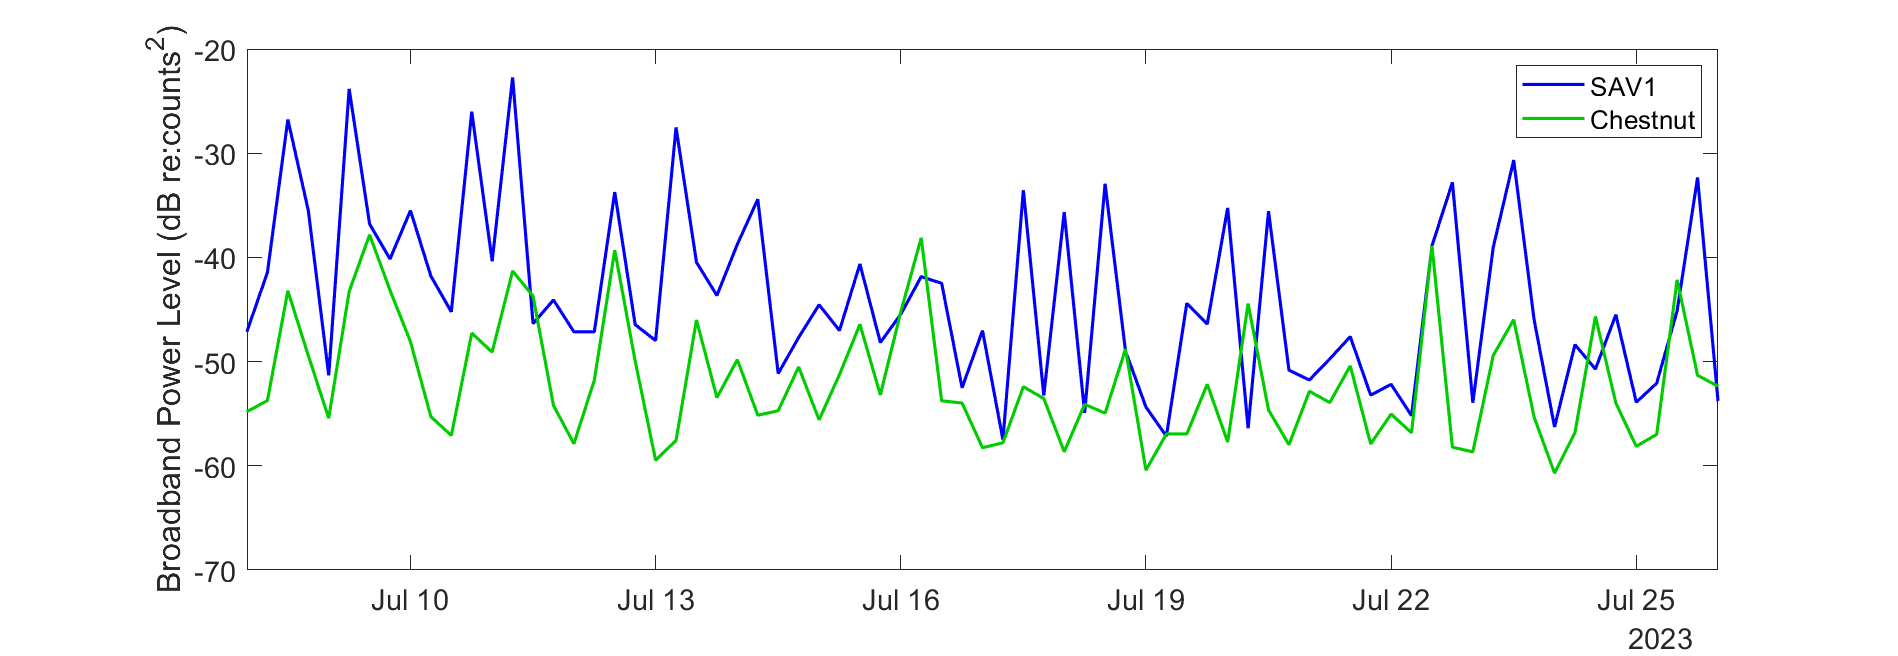 Broadband Power Level (dB re:counts²)
-20
-30
-40
-50
-60
-70
SAV1
Chestnut
Jul 10 Jul 13 Jul 16 Jul 19 Jul 22 Jul 25
2023